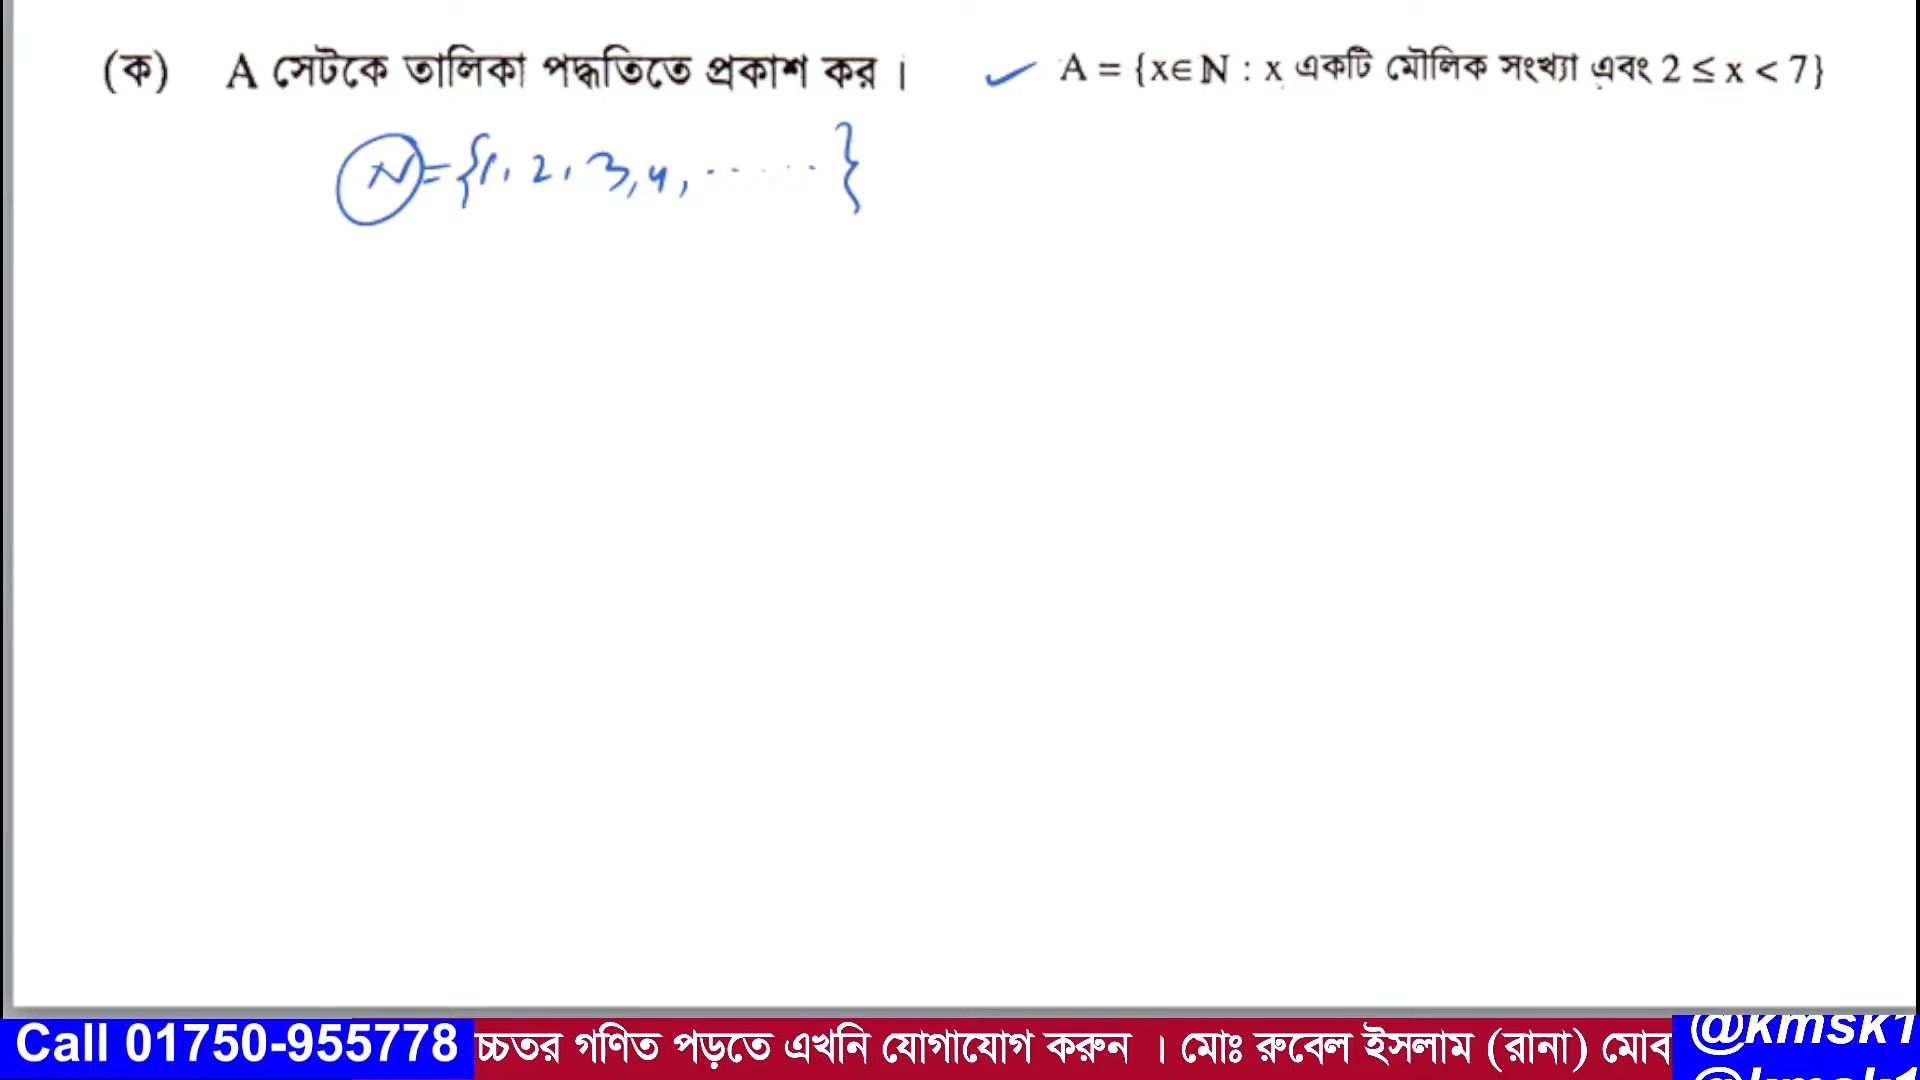 (ক) A সেটকে তালিকা পদ্ধতিতে প্রকাশ কর । A = {x∈N : x একটি মৌলিক সংখ্যা এবং 2 ≤ x < 7}
N={1, 2, 3, 4, ......}
Call 01750-955778 চ্চতর গণিত পড়তে এখনি যোগাযোগ করুন । মোঃ রুবেল ইসলাম (রানা) মোব @kmsk1
@kmsk1